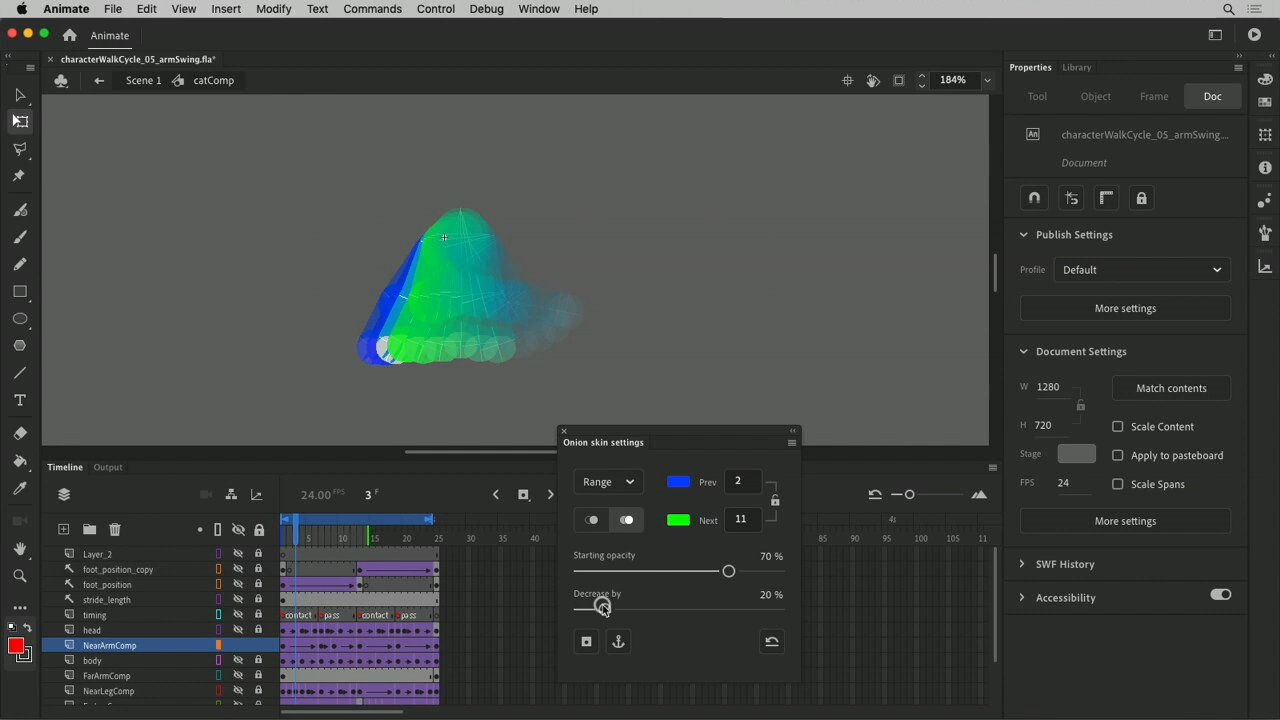 Animate File Edit View Insert Modify Text Commands Control Debug Window Help
Animate
characterWalkCycle_05_armSwing.fla*
Scene 1 catComp
184%
Properties Library
Tool Object Frame Doc
An characterWalkCycle_05_armSwing...
Document
Publish Settings
Profile Default
More settings
Document Settings
W 1280 Match contents
H 720 Scale Content
Stage Apply to pasteboard
FPS 24 Scale Spans
More settings
SWF History
Accessibility
Onion skin settings
Range Prev 2
Next 11
Starting opacity 70 %
Decrease by 20 %
Timeline Output
24.00 FPS 3 F
4s
5 10 15 20 25 30 35 40 85 90 95 100 105 11
Layer_2
foot_position_copy
foot_position
stride_length
timing contact pass contact pass
head
NearArmComp
body
FarArmComp
NearLegComp